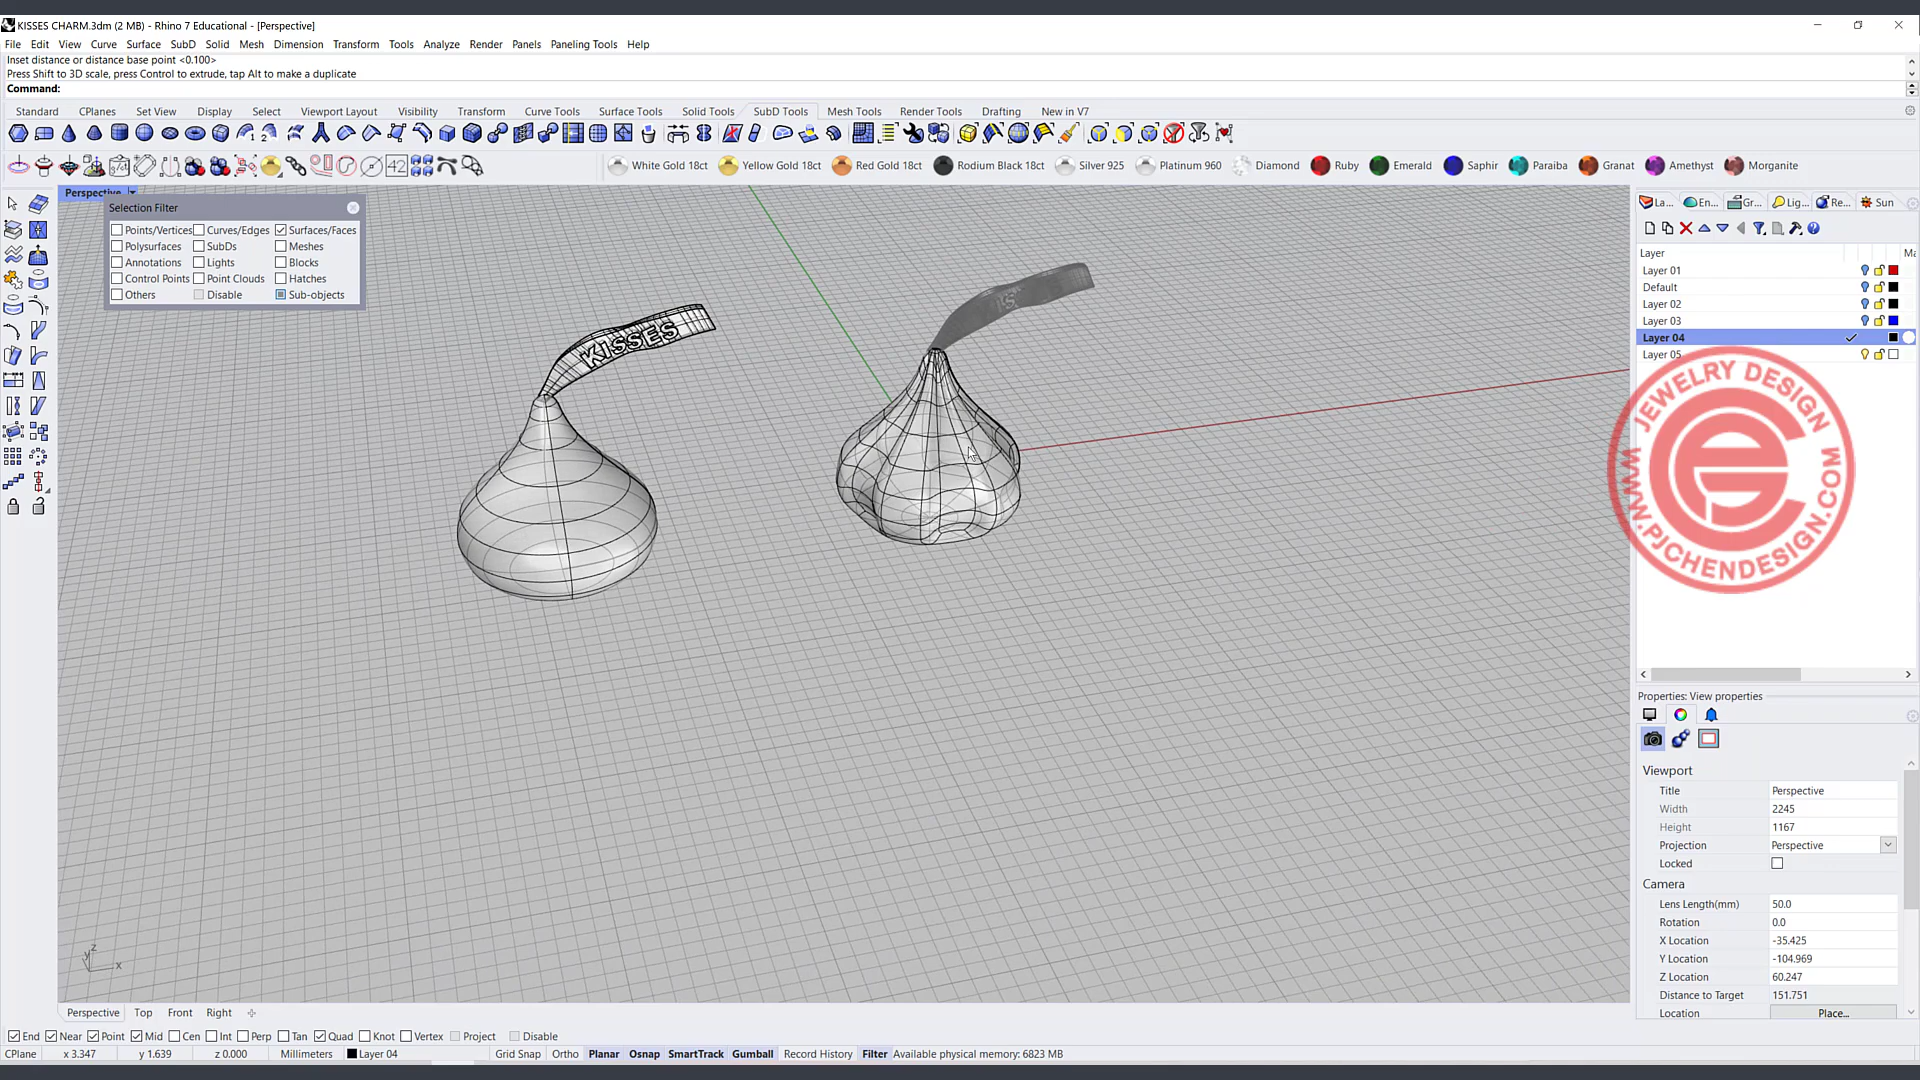 KISSES CHARM.3dm (2 MB) - Rhino 7 Educational - [Perspective]
File Edit View Curve Surface SubD Solid Mesh Dimension Transform Tools Analyze Render Panels Paneling Tools Help
Inset distance or distance base point <0.100>
Press Shift to 3D scale, press Control to extrude, tap Alt to make a duplicate
Command:
Standard CPlanes Set View Display Select Viewport Layout Visibility Transform Curve Tools Surface Tools Solid Tools SubD Tools Mesh Tools Render Tools Drafting New in V7
42 White Gold 18ct Yellow Gold 18ct Red Gold 18ct Rodium Black 18ct Silver 925 Platinum 960 Diamond Ruby Emerald Saphir Paraiba Granat Amethyst Morganite
Perspective
Selection Filter
Points/Vertices Curves/Edges Surfaces/Faces
Polysurfaces SubDs Meshes
Annotations Lights Blocks
Control Points Point Clouds Hatches
Others Disable Sub-objects
KISSES
KIS
La... En... Gr... Lig... Re... Sun
Layer Ma
Layer 01
Default
Layer 02
Layer 03
Layer 04
Layer 05
JEWELRY DESIGN
WWW.PJCHENDESIGN.COM
Properties: View properties
Viewport
Title Perspective
Width 2245
Height 1167
Projection Perspective
Locked
Camera
Lens Length(mm) 50.0
Rotation 0.0
X Location -35.425
Y Location -104.969
Z Location 60.247
Distance to Target 151.751
Location Place...
z
y
x
Perspective Top Front Right
End Near Point Mid Cen Int Perp Tan Quad Knot Vertex Project Disable
CPlane x 3.347 y 1.639 z 0.000 Millimeters Layer 04 Grid Snap Ortho Planar Osnap SmartTrack Gumball Record History Filter Available physical memory: 6823 MB